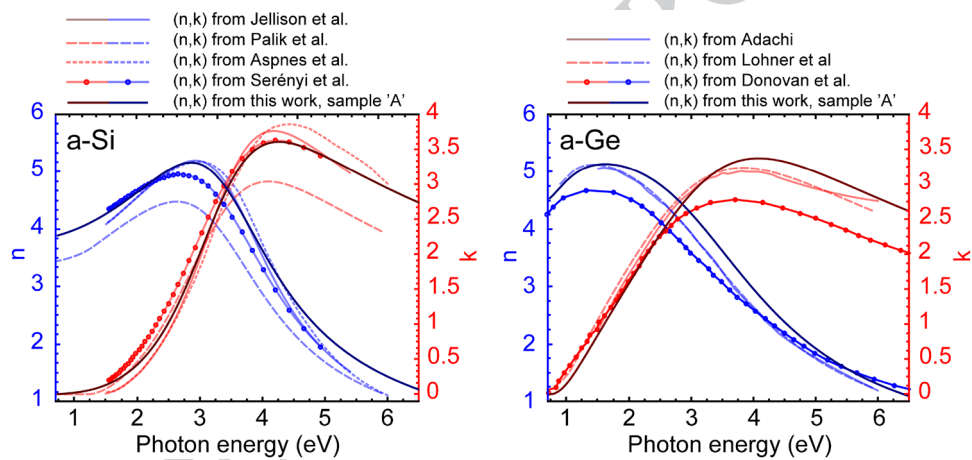 (n,k) from Jellison et al.
(n,k) from Palik et al.
(n,k) from Aspnes et al.
(n,k) from Serényi et al.
(n,k) from this work, sample 'A'
6
5
4
3
2
1
n
a-Si
4
3.5
3
2.5
2
1.5
1
0.5
0
k
1 2 3 4 5 6
Photon energy (eV)
(n,k) from Adachi
(n,k) from Lohner et al
(n,k) from Donovan et al.
(n,k) from this work, sample 'A'
6
5
4
3
2
1
n
a-Ge
4
3.5
3
2.5
2
1.5
1
0.5
0
k
1 2 3 4 5 6
Photon energy (eV)